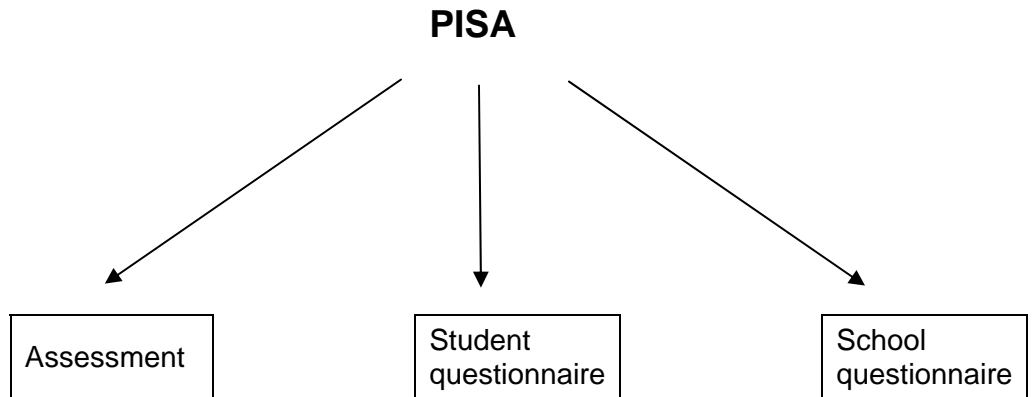 PISA
Assessment
Student
questionnaire
School
questionnaire